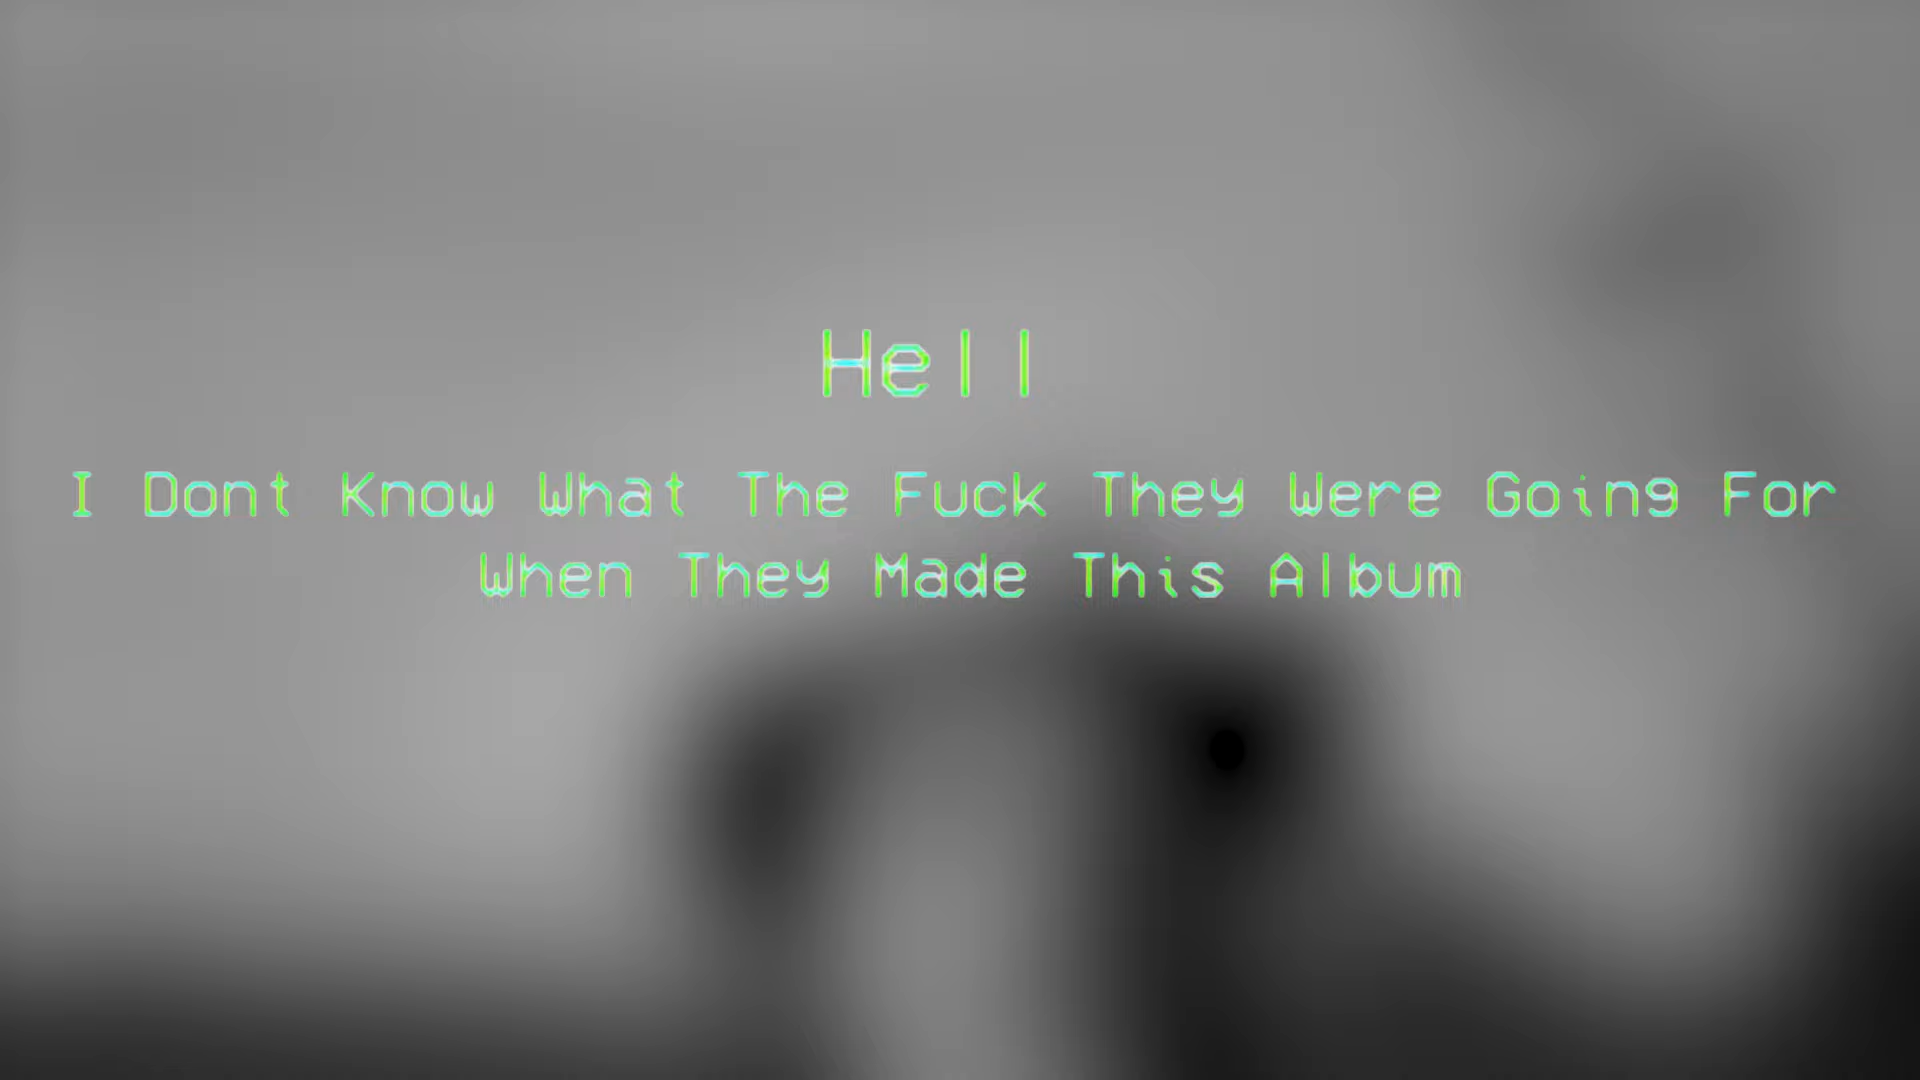 Hell
I Dont Know What The Fuck They Were Going For
When They Made This Album